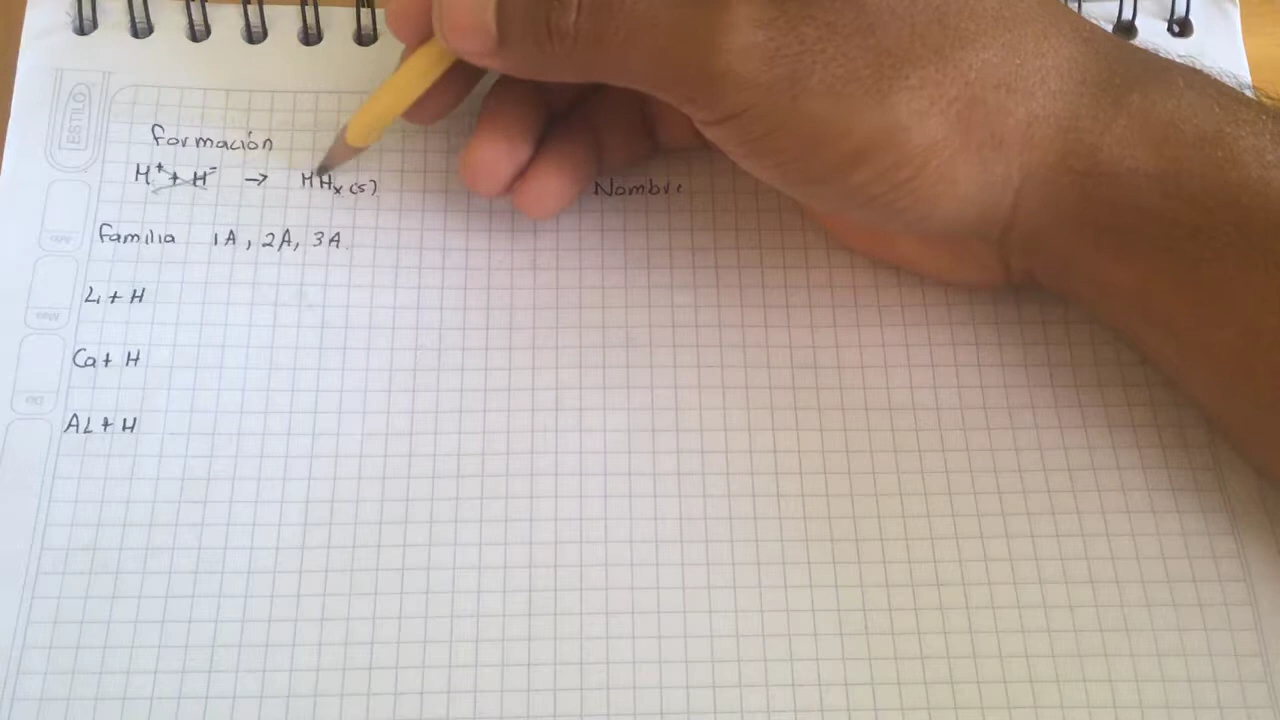 ESTILO
Formación
M⁺ + H⁻ → MHₓ(s)
Nombre
Familia 1A, 2A, 3A.
Li + H
Ca + H
AL + H